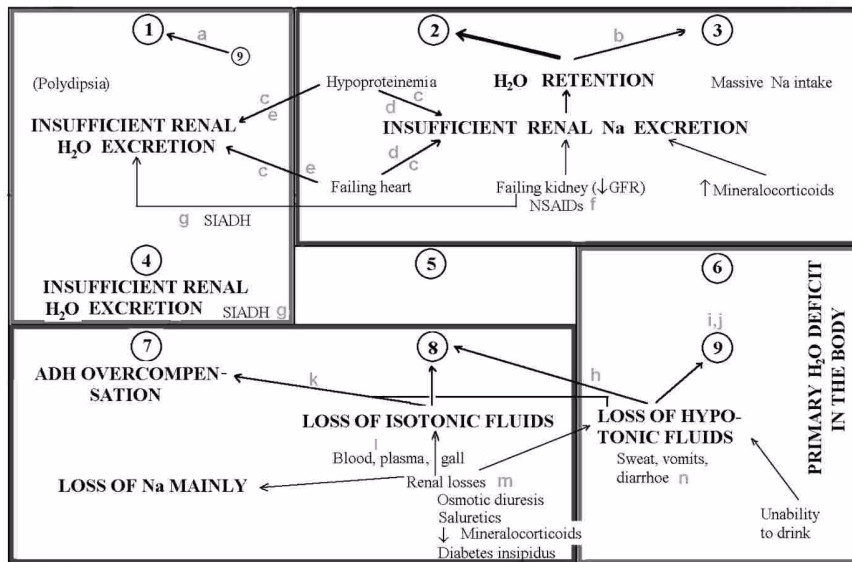 1
a
9
(Polydipsia)
INSUFFICIENT RENAL
H₂O EXCRETION
c
e
e
c
g SIADH
4
INSUFFICIENT RENAL
H₂O EXCRETION
SIADH g
2
b
3
H₂O RETENTION
Massive Na intake
Hypoproteinemia
c
d
INSUFFICIENT RENAL Na EXCRETION
d
c
Failing heart
Failing kidney (↓GFR)
NSAIDs f
↑Mineralocorticoids
5
6
i,j
9
h
LOSS OF HYPO-
TONIC FLUIDS
Sweat, vomits,
diarrhoe n
Unability
to drink
PRIMARY H₂O DEFICIT
IN THE BODY
7
ADH OVERCOMPEN-
SATION
k
8
LOSS OF ISOTONIC FLUIDS
l
Blood, plasma, gall
LOSS OF Na MAINLY
Renal losses m
Osmotic diuresis
Saluretics
↓ Mineralocorticoids
Diabetes insipidus